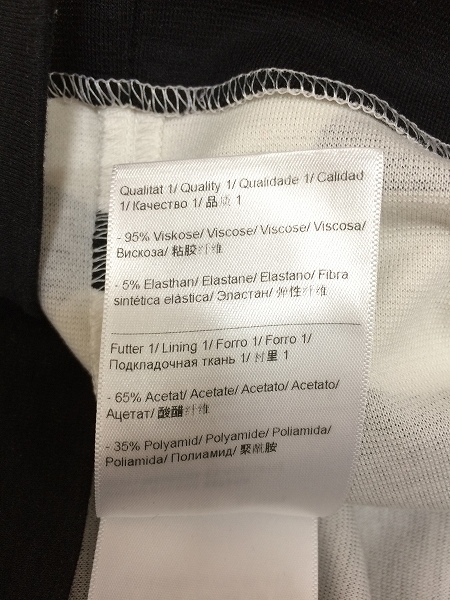 Qualitat 1/ Quality 1/ Qualidade 1/ Calidad
1/ Качество 1/ 品质 1
- 95% Viskose/ Viscose/ Viscose/ Viscosa/
Вискоза/ 粘胶纤维
- 5% Elasthan/ Elastane/ Elastano/ Fibra
sintética elástica/ Эластан/ 弹性纤维
Futter 1/ Lining 1/ Forro 1/ Forro 1/
Подкладочная ткань 1/ 衬里 1
- 65% Acetat/ Acetate/ Acetato/ Acetato/
Ацетат/ 醋酸纤维
- 35% Polyamid/ Polyamide/ Poliamida/
Poliamida/ Полиамид/ 聚酰胺